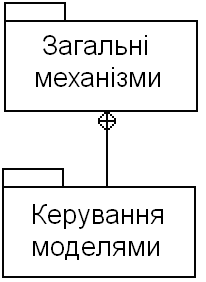 Загальні
механізми
Керування
моделями